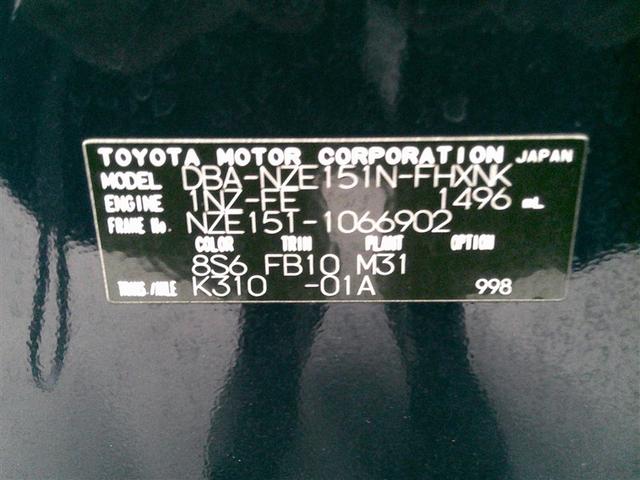 TOYOTA MOTOR CORPORATION JAPAN
MODEL DBA-NZE151N-FHXNK
ENGINE 1NZ-FE 1496 mL
FRAME No. NZE151-1066902
COLOR TRIM PLANT OPTION
8S6 FB10 M31
TRANS./AXLE K310 -01A 998